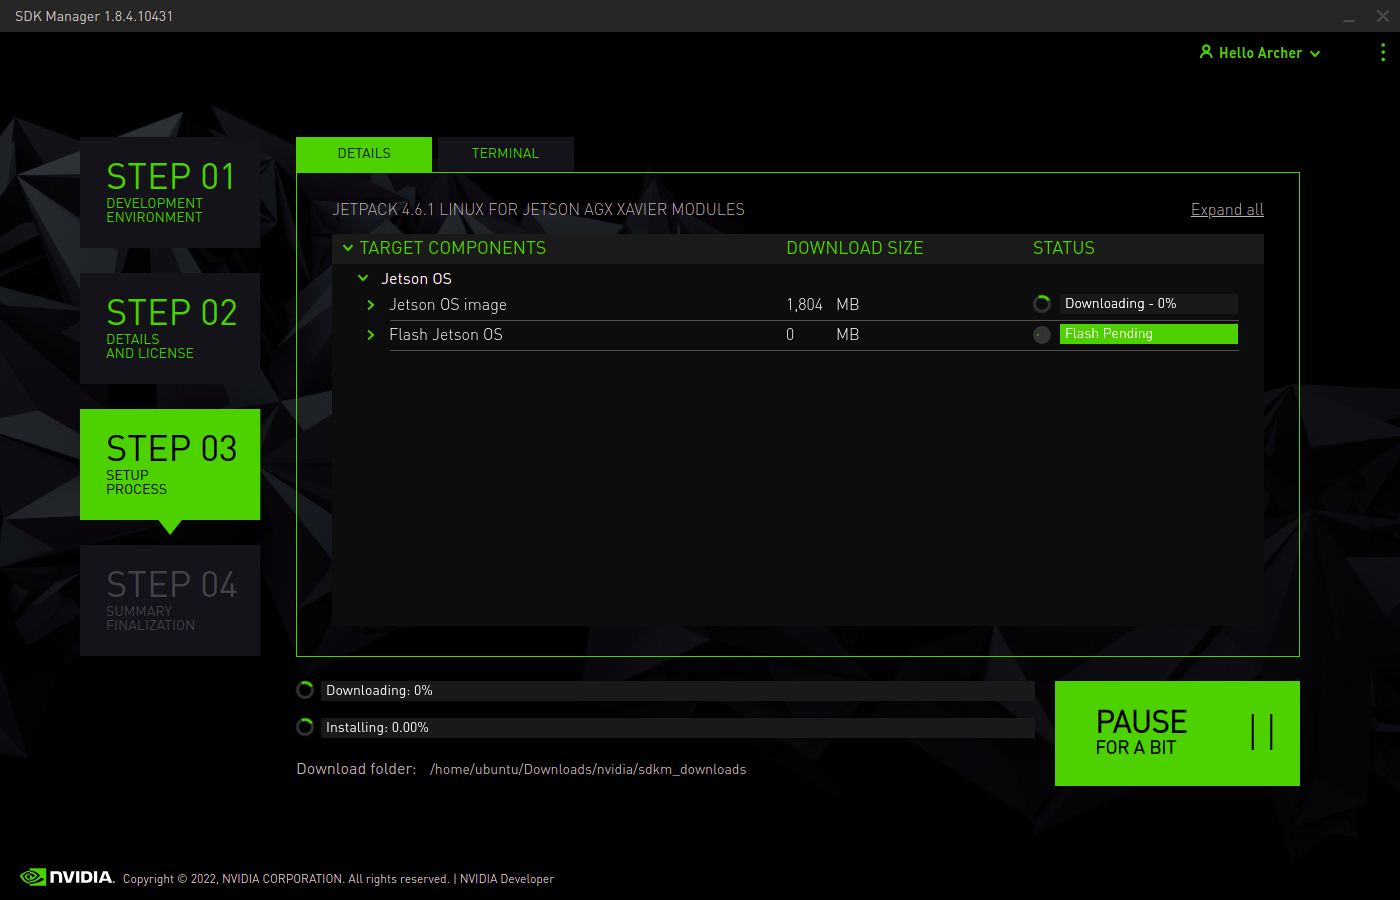 SDK Manager 1.8.4.10431
Hello Archer
STEP 01
DEVELOPMENT
ENVIRONMENT
STEP 02
DETAILS
AND LICENSE
STEP 03
SETUP
PROCESS
STEP 04
SUMMARY
FINALIZATION
DETAILS TERMINAL
JETPACK 4.6.1 LINUX FOR JETSON AGX XAVIER MODULES Expand all
TARGET COMPONENTS DOWNLOAD SIZE STATUS
Jetson OS
Jetson OS image 1,804 MB Downloading - 0%
Flash Jetson OS 0 MB Flash Pending
Downloading: 0%
Installing: 0.00%
Download folder: /home/ubuntu/Downloads/nvidia/sdkm_downloads
PAUSE
FOR A BIT
NVIDIA. Copyright © 2022, NVIDIA CORPORATION. All rights reserved. | NVIDIA Developer